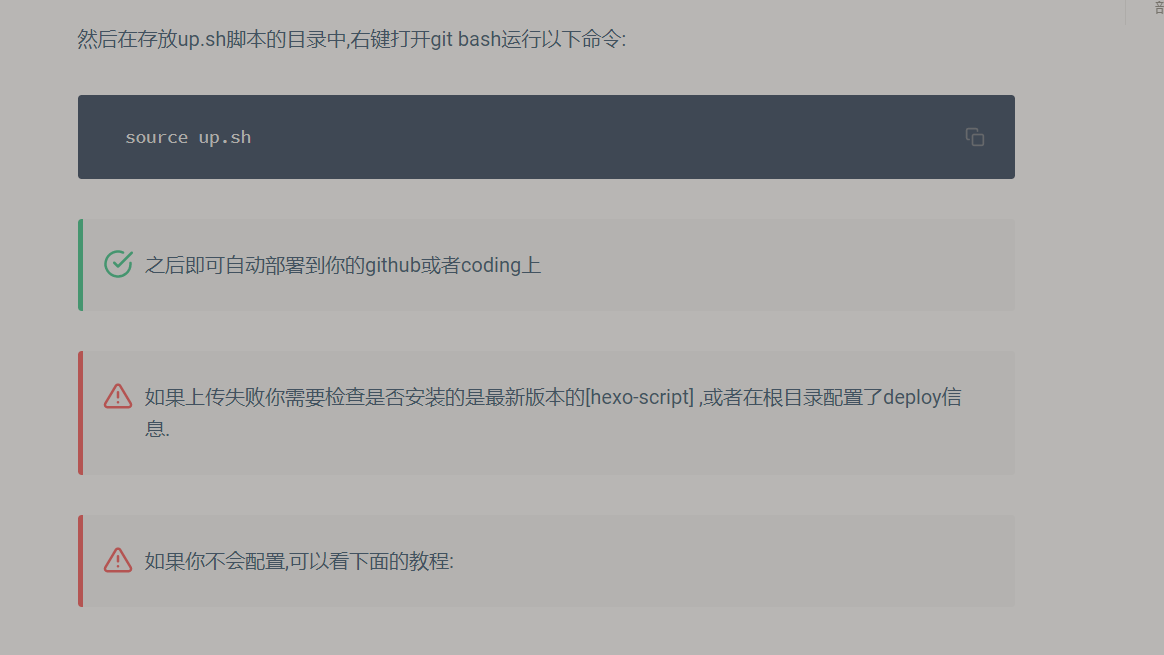 然后在存放up.sh脚本的目录中,右键打开git bash运行以下命令:
source up.sh
之后即可自动部署到你的github或者coding上
如果上传失败你需要检查是否安装的是最新版本的[hexo-script] ,或者在根目录配置了deploy信
息.
如果你不会配置,可以看下面的教程: